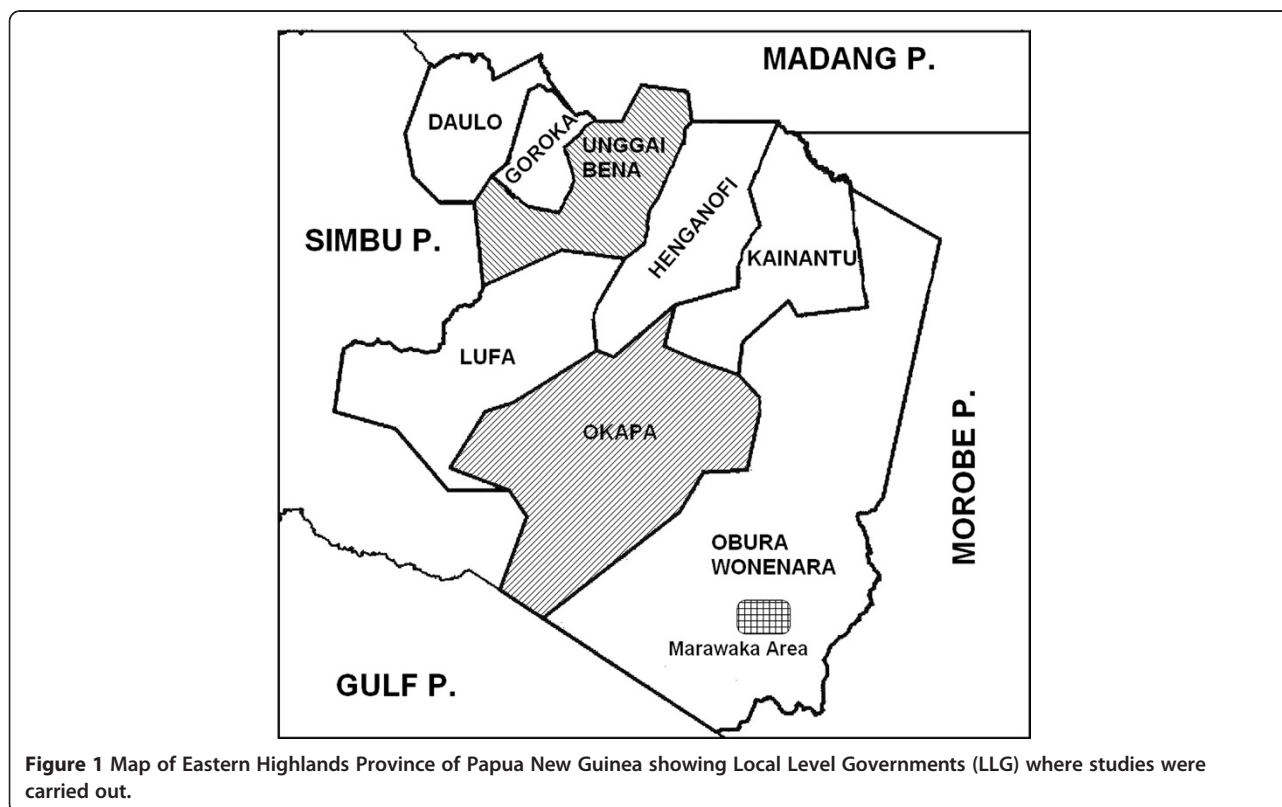 MADANG P.
DAULO
GOROKA
UNGGAI
BENA
HENGANOFI
SIMBU P.
KAINANTU
LUFA
OKAPA
MOROBE P.
OBURA
WONENARA
Marawaka Area
GULF P.
Figure 1 Map of Eastern Highlands Province of Papua New Guinea showing Local Level Governments (LLG) where studies were
carried out.